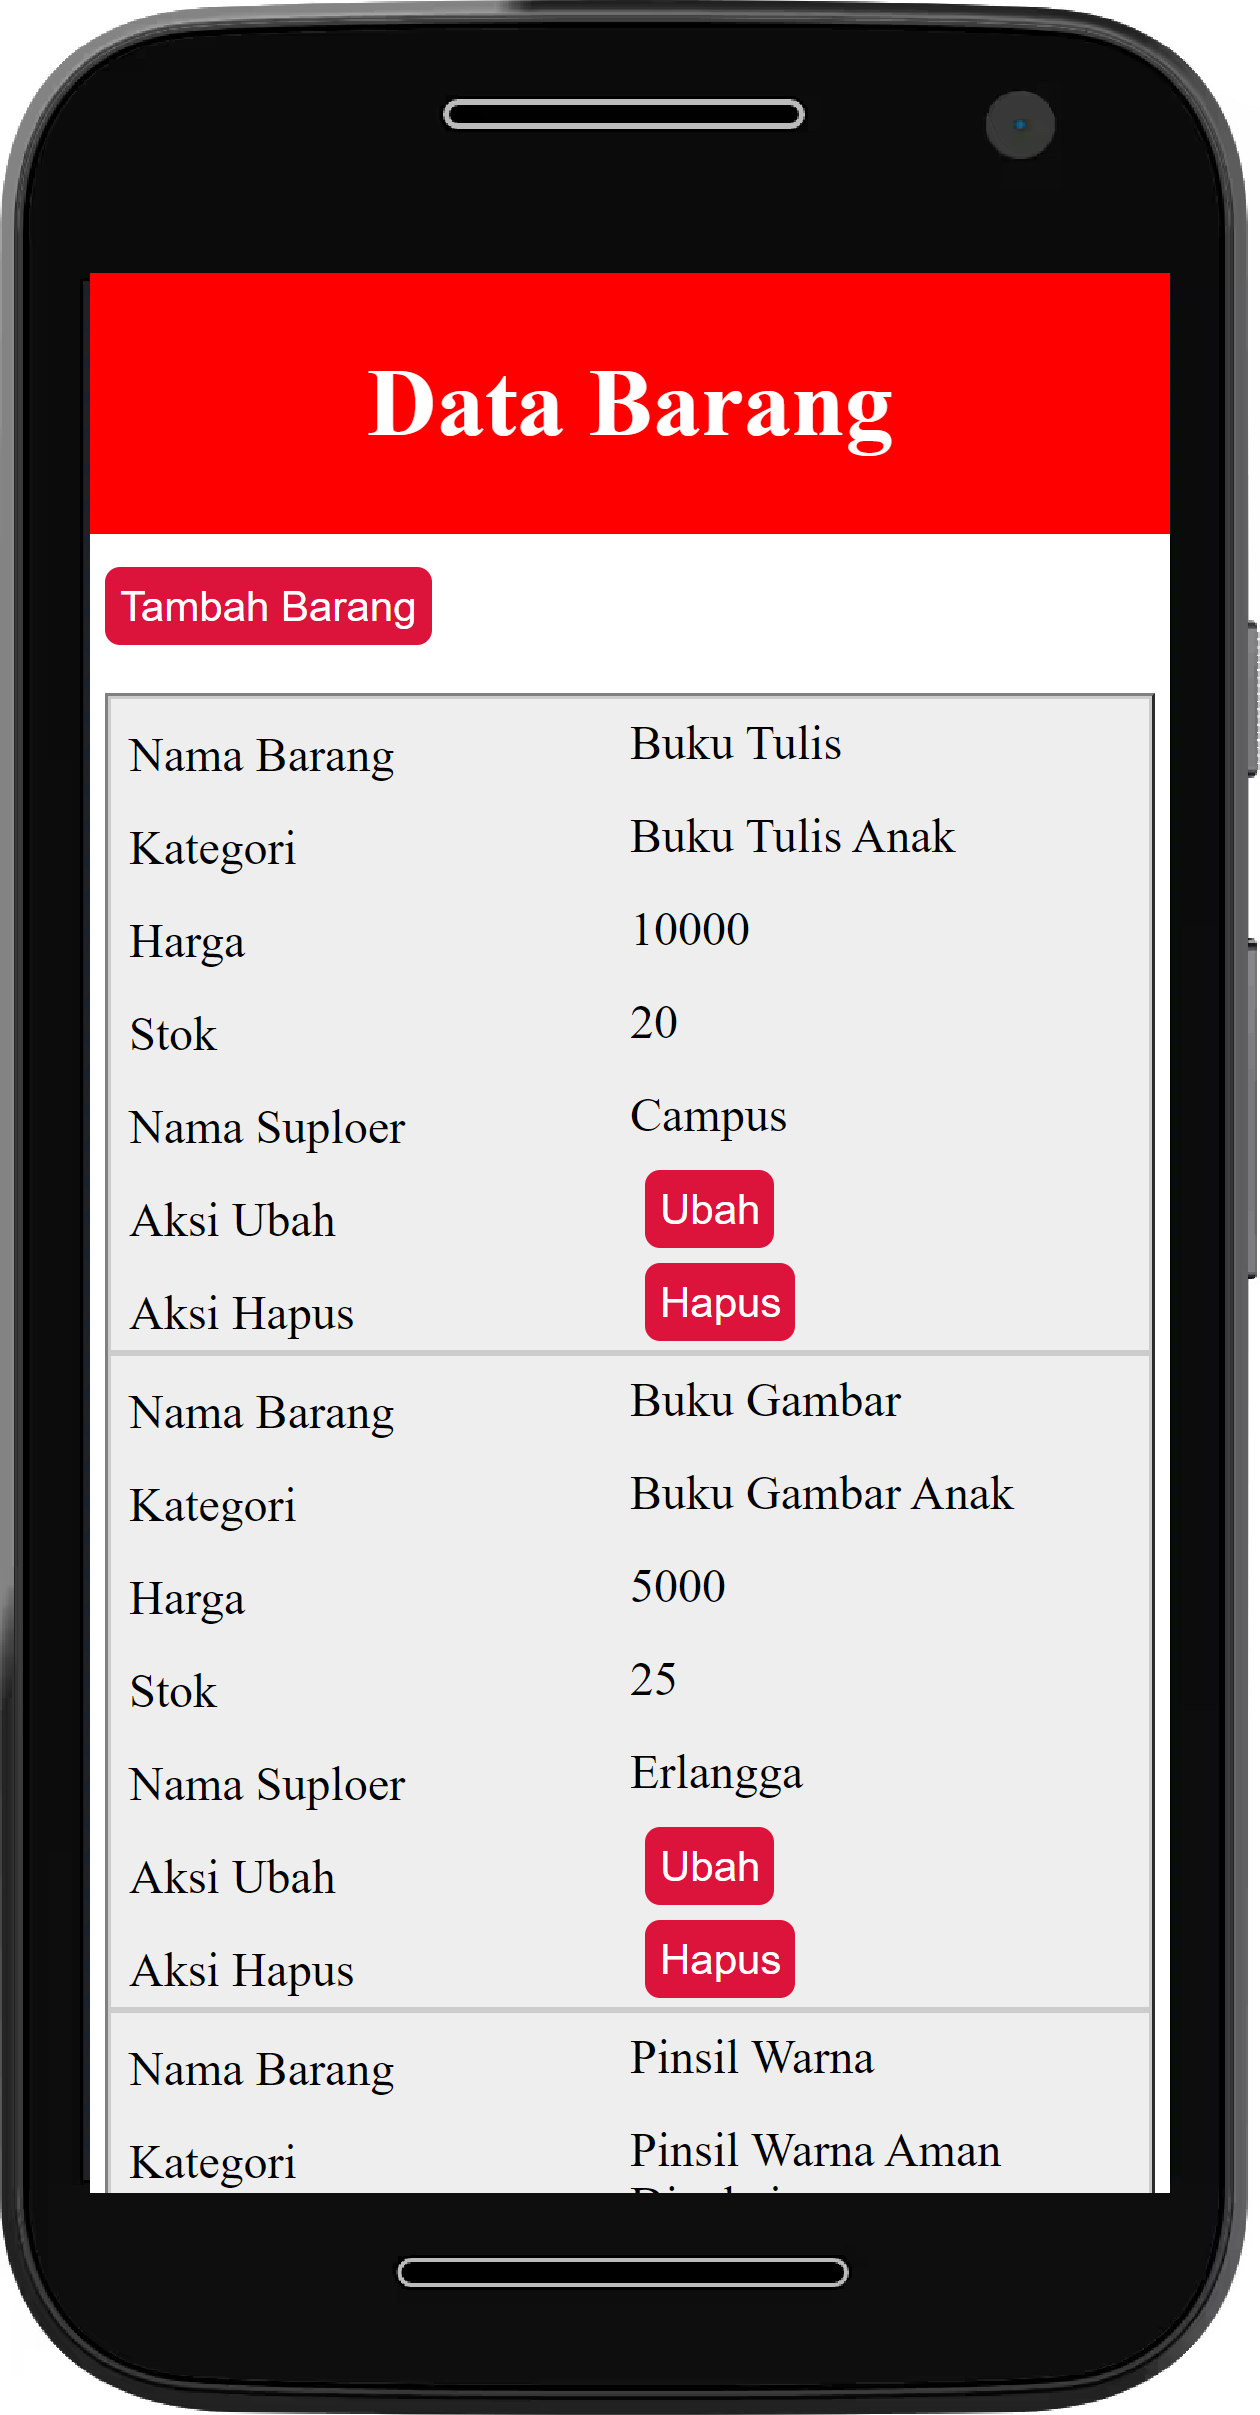 Data Barang
Tambah Barang
Nama Barang Buku Tulis
Kategori Buku Tulis Anak
Harga 10000
Stok 20
Nama Suploer Campus
Aksi Ubah Ubah
Aksi Hapus Hapus
Nama Barang Buku Gambar
Kategori Buku Gambar Anak
Harga 5000
Stok 25
Nama Suploer Erlangga
Aksi Ubah Ubah
Aksi Hapus Hapus
Nama Barang Pinsil Warna
Kategori Pinsil Warna Aman